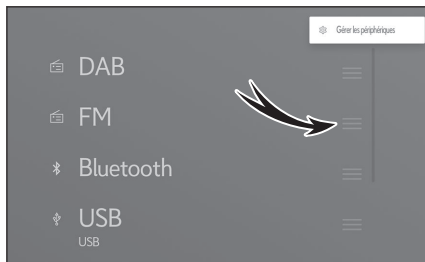 Gérer les périphériques
DAB
FM
Bluetooth
USB
USB